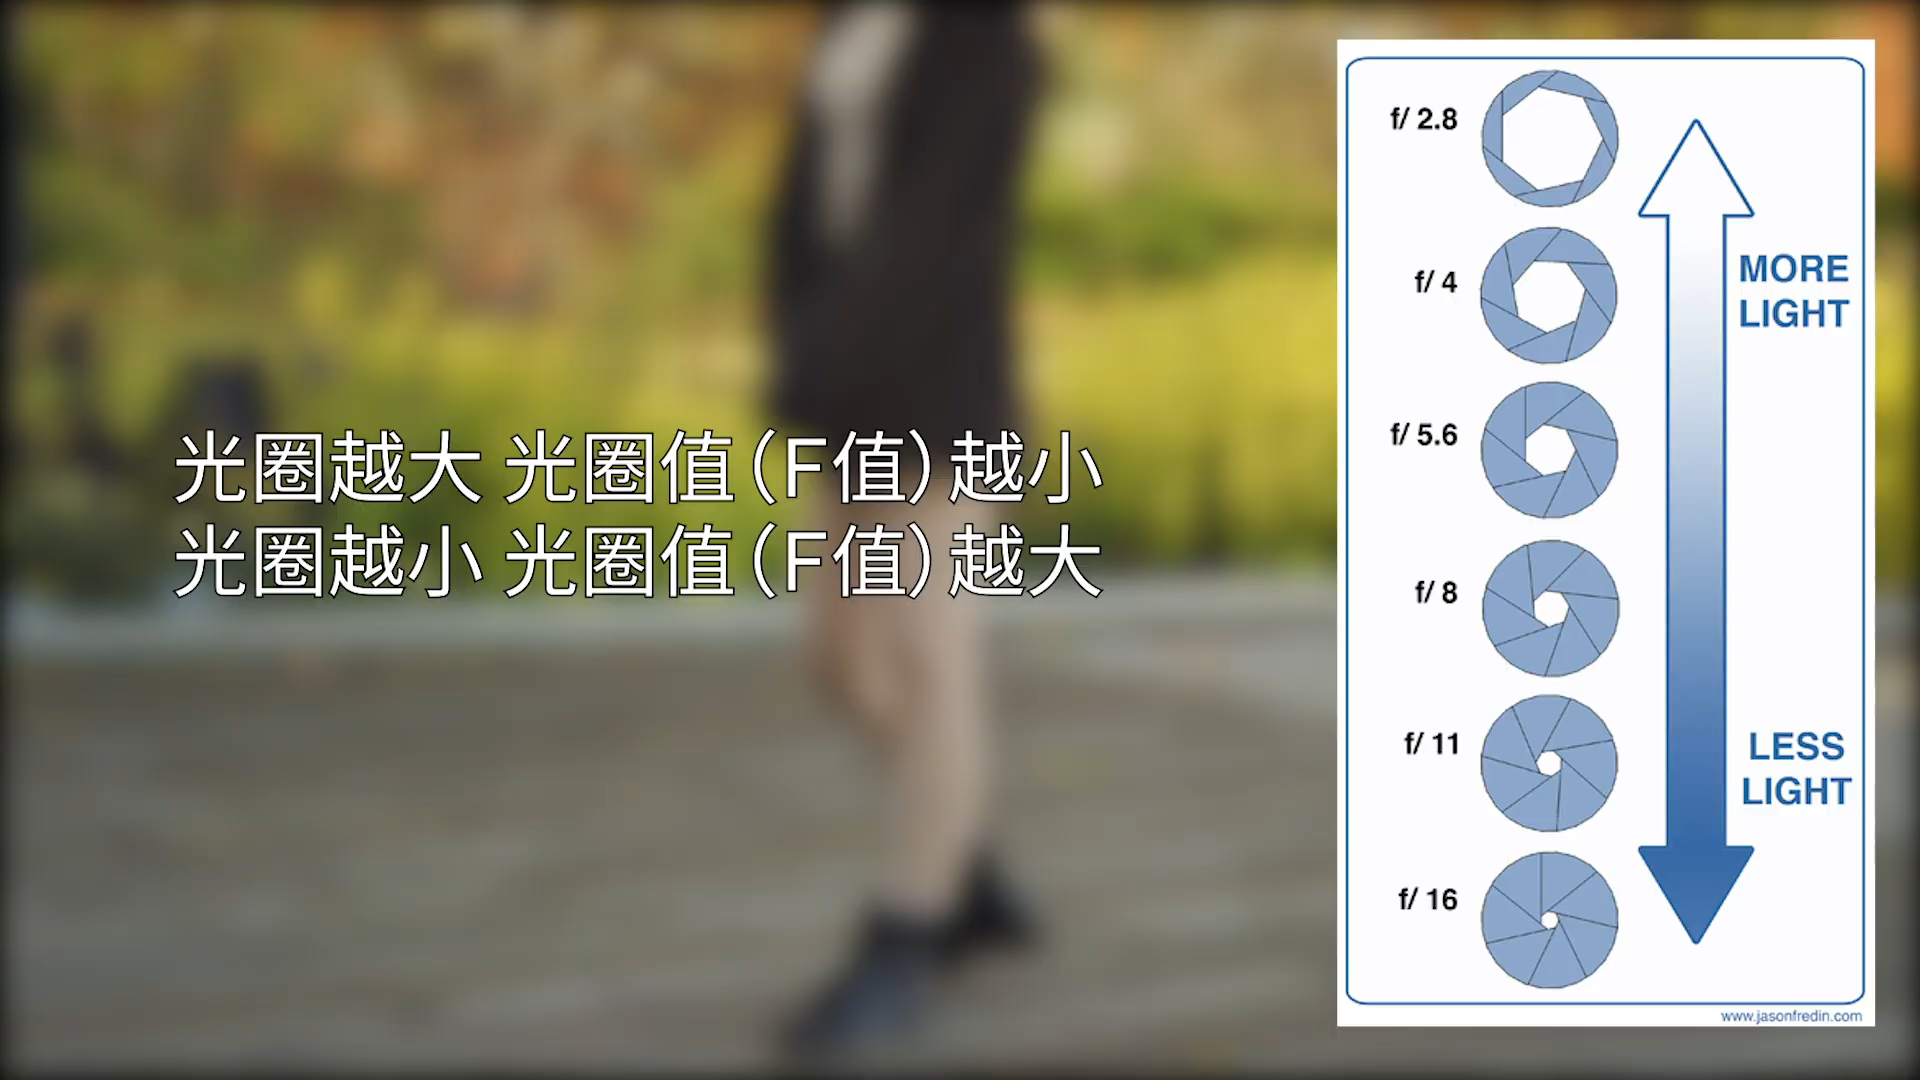 光圈越大 光圈值(F值)越小
光圈越小 光圈值(F值)越大
f/ 2.8
f/ 4
f/ 5.6
f/ 8
f/ 11
f/ 16
MORE
LIGHT
LESS
LIGHT
www.jasonfredin.com